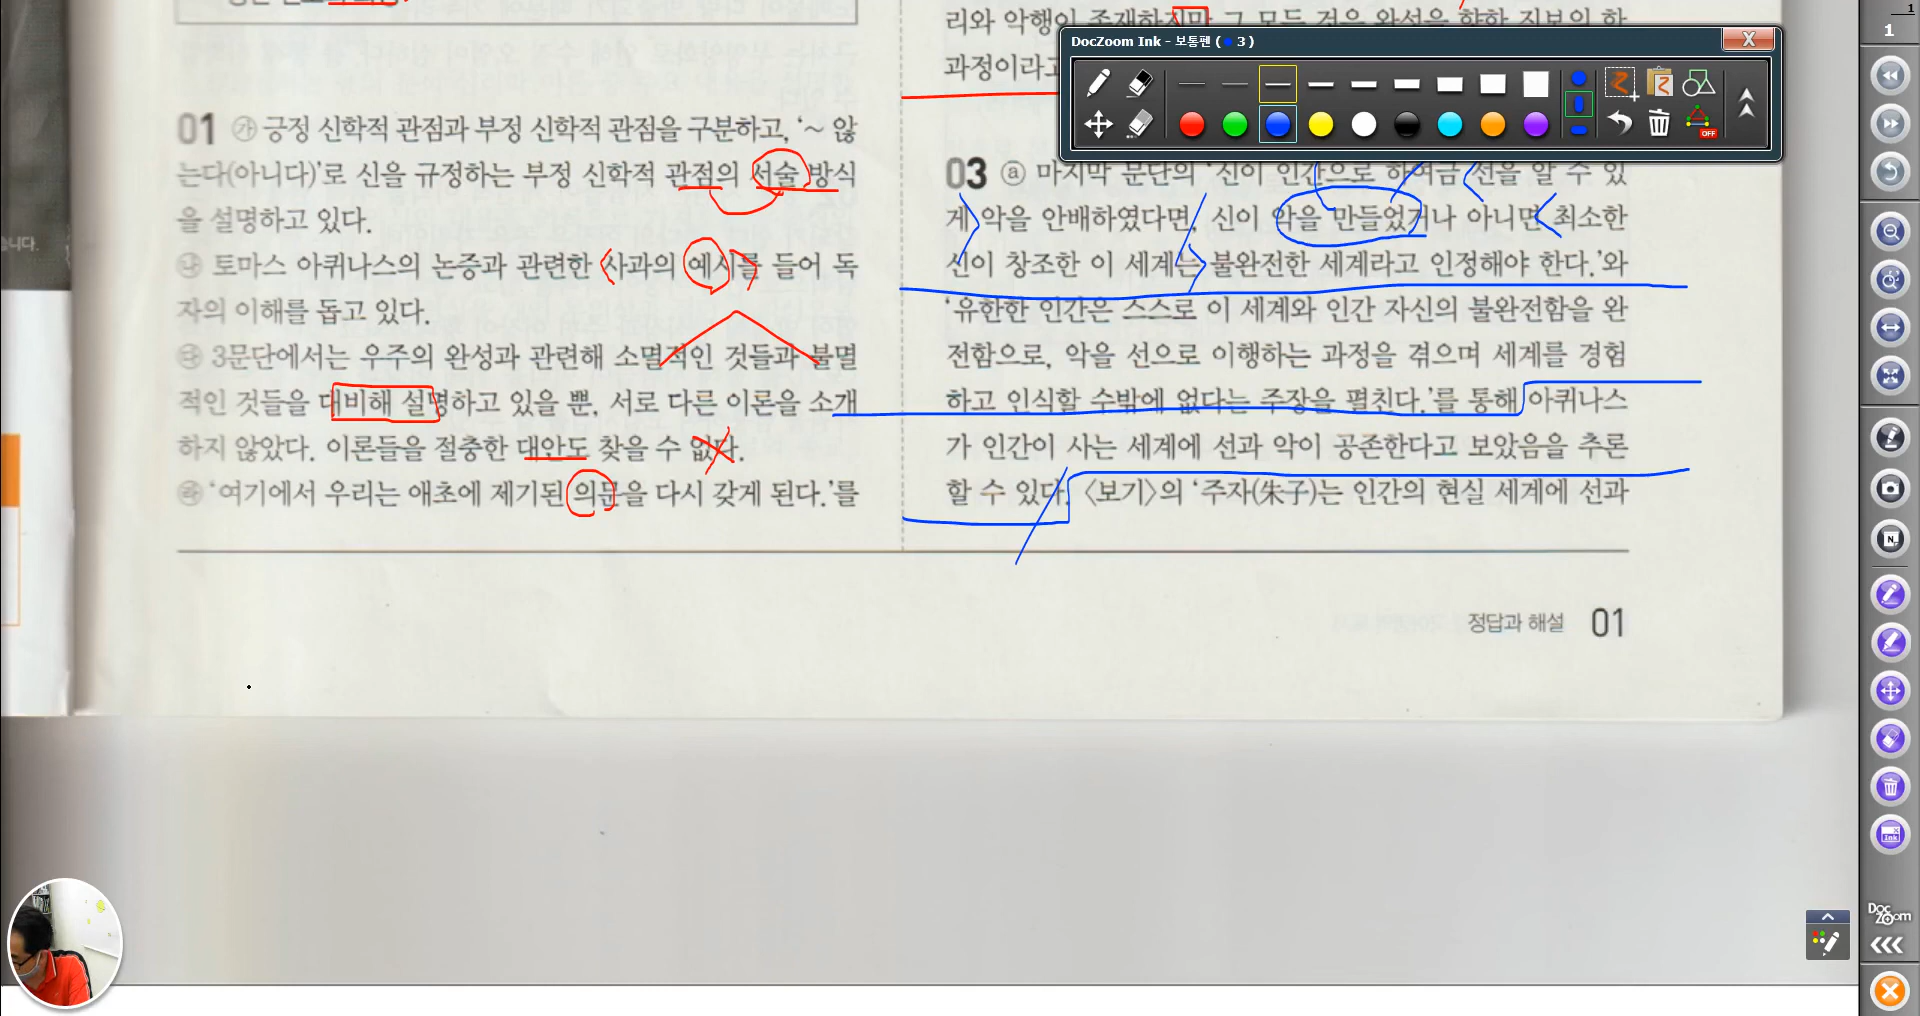 리와 악행이 존재하지만 그 모든 것은 완성을 향한 진보의 한
과정이라고
DocZoom Ink - 보통펜 ( 3 )
OFF
01 ㉮ 긍정 신학적 관점과 부정 신학적 관점을 구분하고, ‘~ 않
는다(아니다)’로 신을 규정하는 부정 신학적 관점의 서술 방식
을 설명하고 있다.
㉯ 토마스 아퀴나스의 논증과 관련한 사과의 예시를 들어 독
자의 이해를 돕고 있다.
㉰ 3문단에서는 우주의 완성과 관련해 소멸적인 것들과 불멸
적인 것들을 대비해 설명하고 있을 뿐, 서로 다른 이론을 소개
하지 않았다. 이론들을 절충한 대안도 찾을 수 없다.
㉱ ‘여기에서 우리는 애초에 제기된 의문을 다시 갖게 된다.’를
03 ⓐ 마지막 문단의 ‘신이 인간으로 하여금 선을 알 수 있
게 악을 안배하였다면, 신이 악을 만들었거나 아니면 최소한
신이 창조한 이 세계는 불완전한 세계라고 인정해야 한다.’와
‘유한한 인간은 스스로 이 세계와 인간 자신의 불완전함을 완
전함으로, 악을 선으로 이행하는 과정을 겪으며 세계를 경험
하고 인식할 수밖에 없다는 주장을 펼친다.’를 통해 아퀴나스
가 인간이 사는 세계에 선과 악이 공존한다고 보았음을 추론
할 수 있다. 〈보기〉의 ‘주자(朱子)는 인간의 현실 세계에 선과
정답과 해설 01
습니다.
1
1
N
Ink
Doc
Zoom